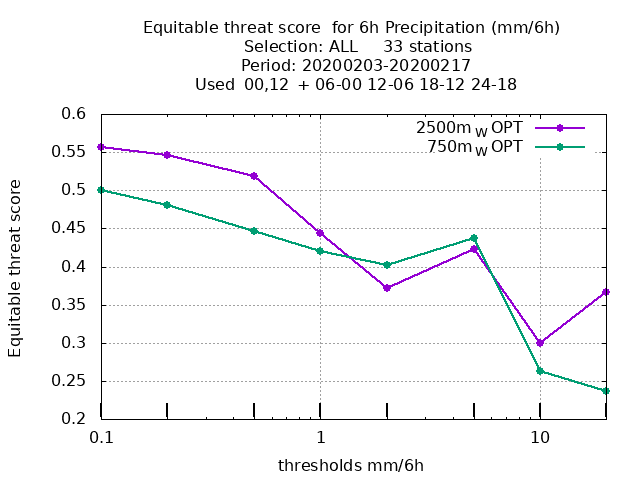 Equitable threat score  for 6h Precipitation (mm/6h)
Selection: ALL     33 stations
Period: 20200203-20200217
Used  00,12  + 06-00 12-06 18-12 24-18
2500m W OPT
750m W OPT
Equitable threat score
0.6
0.55
0.5
0.45
0.4
0.35
0.3
0.25
0.2
0.1 1 10
thresholds mm/6h